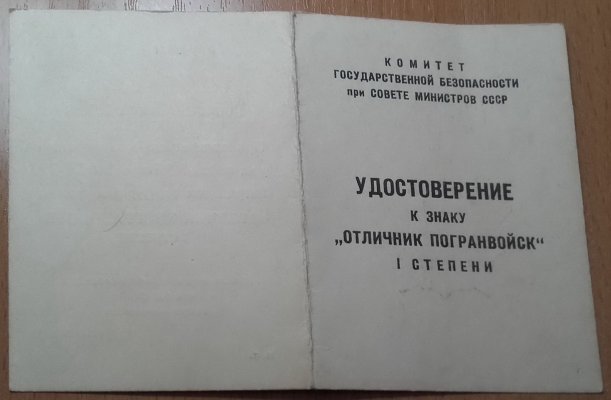 КОМИТЕТ
ГОСУДАРСТВЕННОЙ БЕЗОПАСНОСТИ
при СОВЕТЕ МИНИСТРОВ СССР
УДОСТОВЕРЕНИЕ
К ЗНАКУ
„ОТЛИЧНИК ПОГРАНВОЙСК“
I СТЕПЕНИ